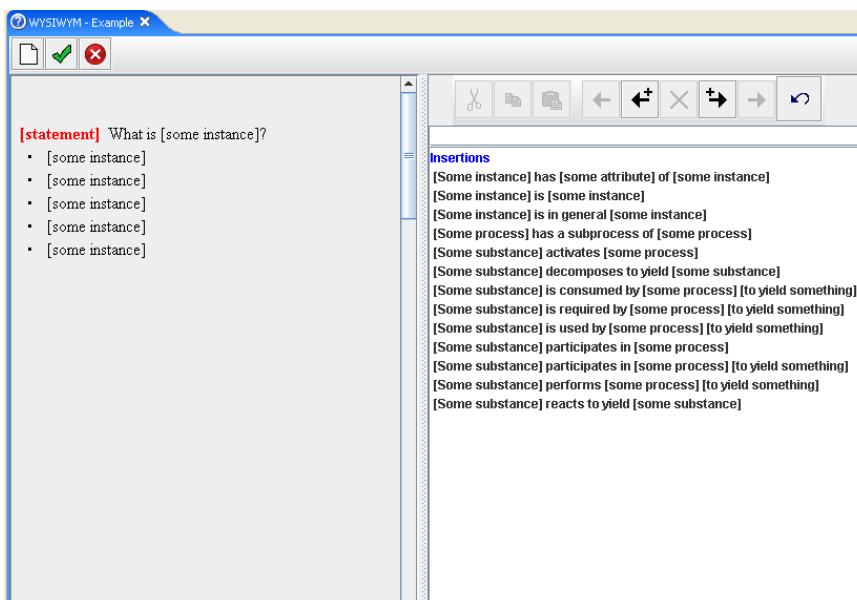 WYSIWYM - Example
[statement] What is [some instance]?
[some instance]
[some instance]
[some instance]
[some instance]
[some instance]
Insertions
[Some instance] has [some attribute] of [some instance]
[Some instance] is [some instance]
[Some instance] is in general [some instance]
[Some process] has a subprocess of [some process]
[Some substance] activates [some process]
[Some substance] decomposes to yield [some substance]
[Some substance] is consumed by [some process] [to yield something]
[Some substance] is required by [some process] [to yield something]
[Some substance] is used by [some process] [to yield something]
[Some substance] participates in [some process]
[Some substance] participates in [some process] [to yield something]
[Some substance] performs [some process] [to yield something]
[Some substance] reacts to yield [some substance]